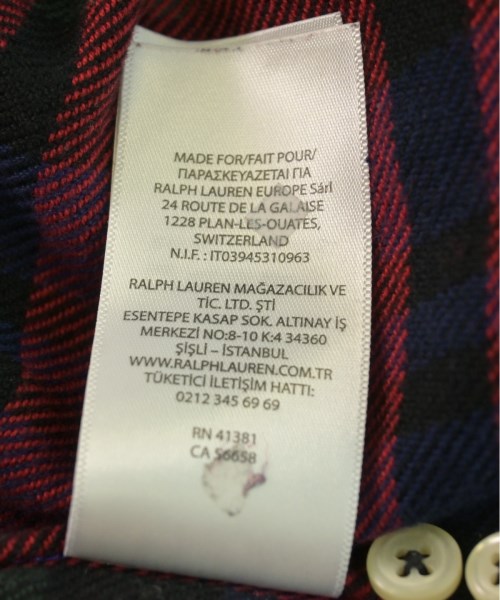 MADE FOR/FAIT POUR/
ΠΑΡΑΣΚΕΥΑΖΕΤΑΙ ΓΙΑ
RALPH LAUREN EUROPE Sárl
24 ROUTE DE LA GALAISE
1228 PLAN-LES-OUATES,
SWITZERLAND
N.I.F. : IT03945310963
RALPH LAUREN MAĞAZACILIK VE
TİC. LTD. ŞTİ
ESENTEPE KASAP SOK. ALTINAY İŞ
MERKEZİ NO:8-10 K:4 34360
ŞİŞLİ – İSTANBUL
WWW.RALPHLAUREN.COM.TR
TÜKETİCİ İLETİŞİM HATTI:
0212 345 69 69
RN 41381
CA 56658